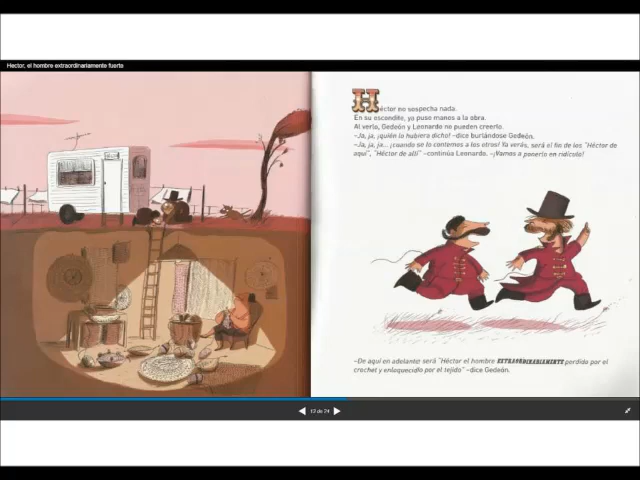 Hector, el hombre extraordinariamente fuerte
Héctor no sospecha nada.
En su escondite, ya puso manos a la obra.
Al verlo, Gedeón y Leonardo no pueden creerlo.
–Ja, ja, ¡quién lo hubiera dicho! –dice burlándose Gedeón.
–Ja, ja, ja... ¡cuando se lo contemos a los otros! Ya verás, será el fin de los "Héctor de
aquí", "Héctor de allí" –continúa Leonardo. –¡Vamos a ponerlo en ridículo!
–De aquí en adelante será "Héctor el hombre EXTRAORDINARIAMENTE perdido por el
crochet y enloquecido por el tejido" –dice Gedeón.
13 de 24